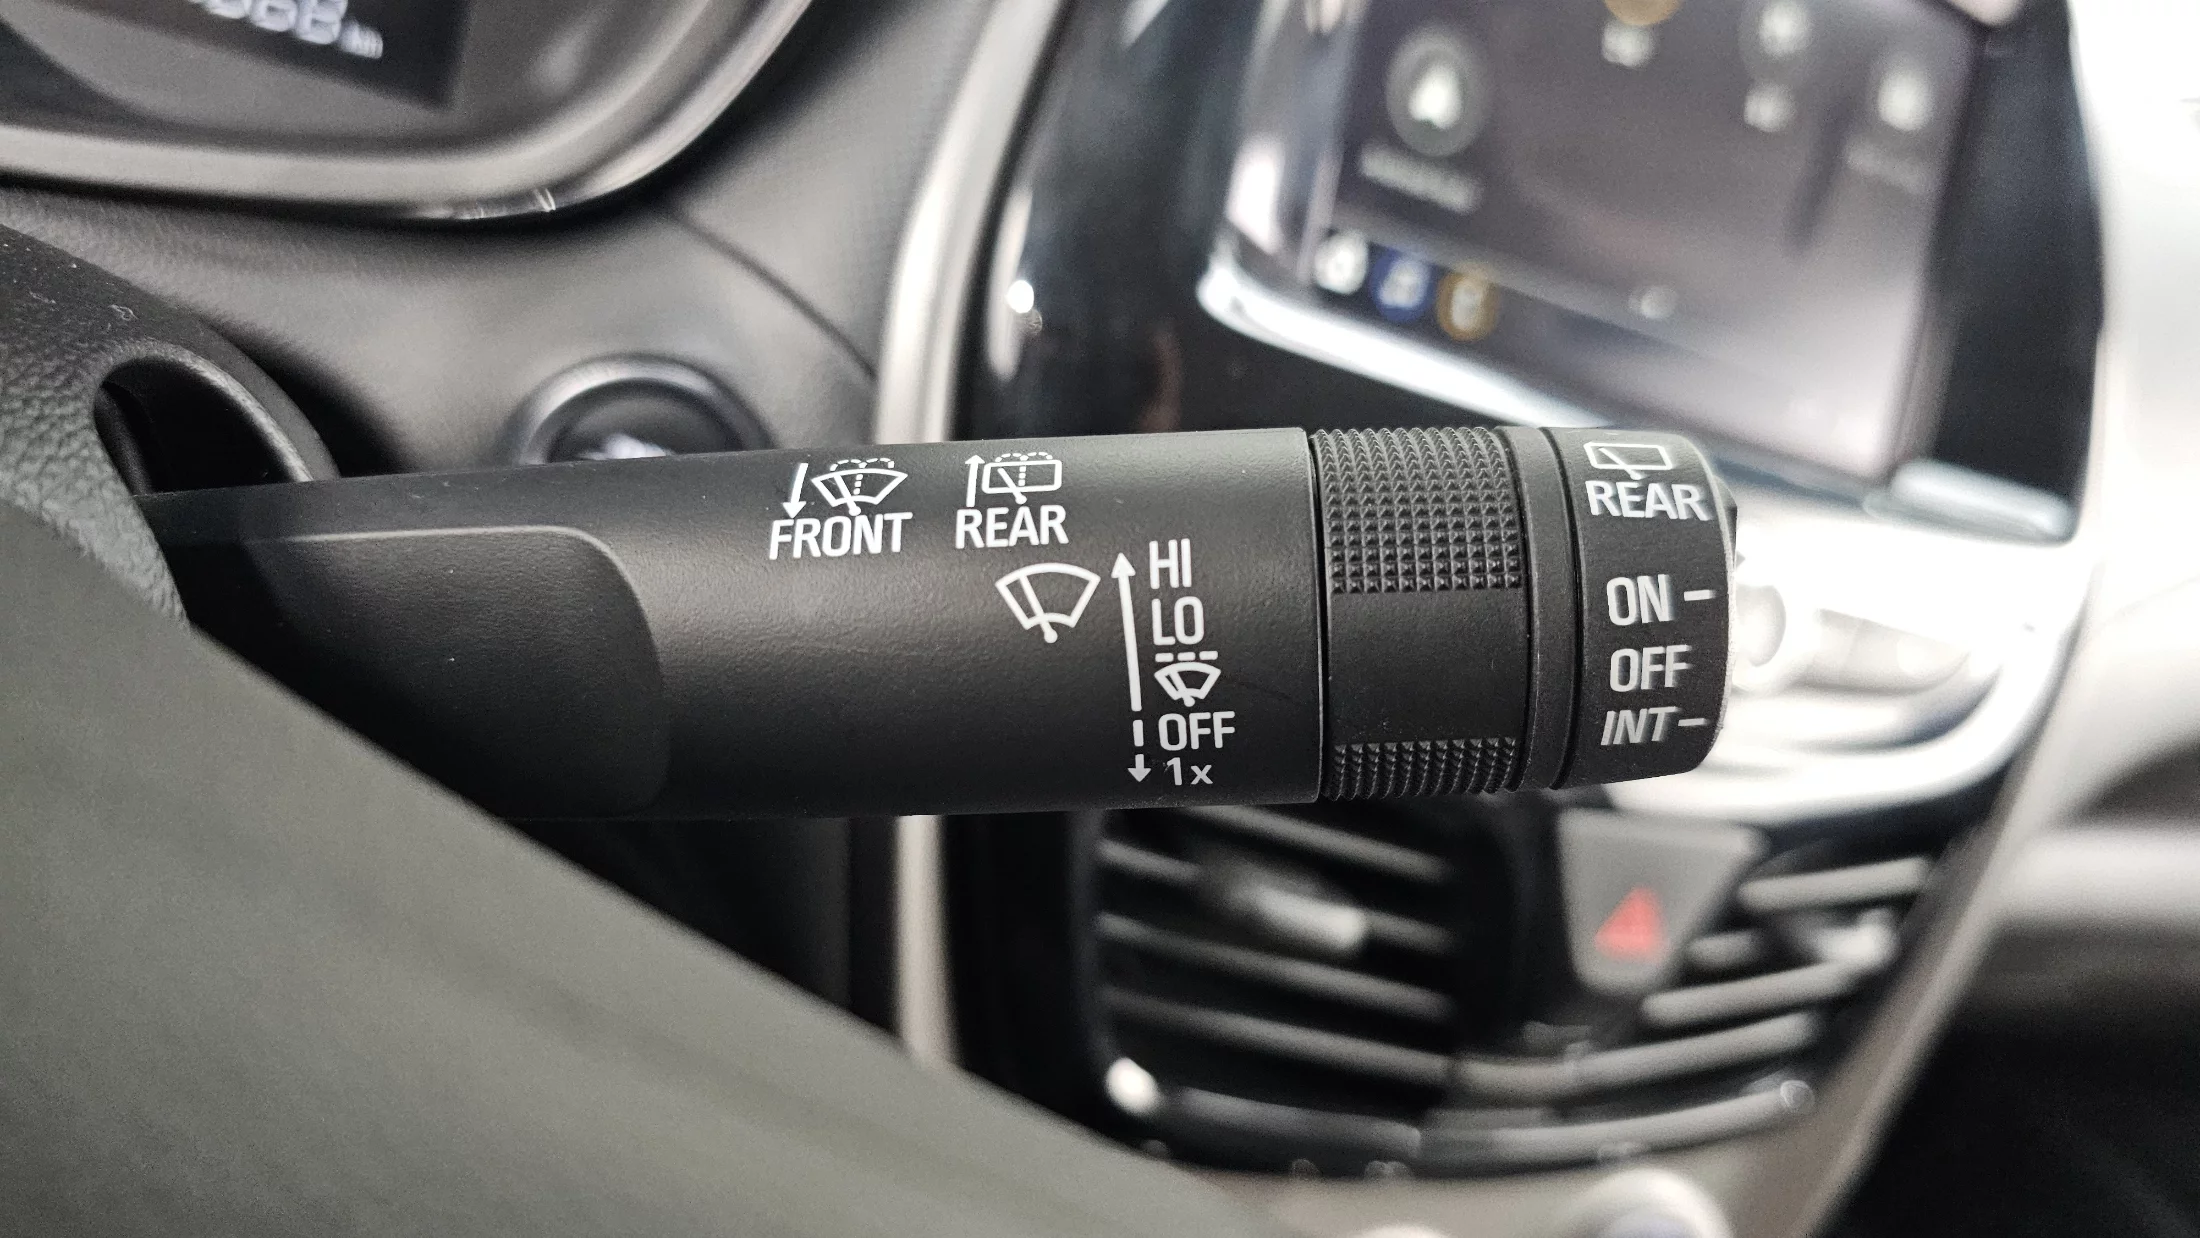 FRONT
REAR
HI
LO
OFF
1x
REAR
ON
OFF
INT